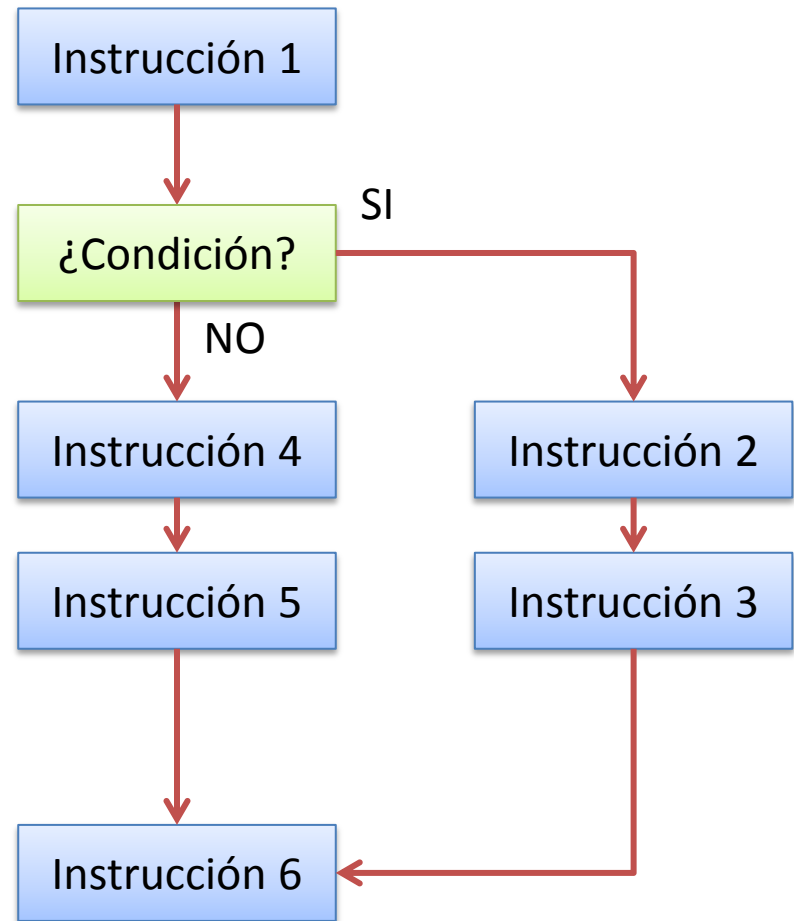 Instrucción 1
SI
¿Condición?
NO
Instrucción 4
Instrucción 2
Instrucción 5
Instrucción 3
Instrucción 6